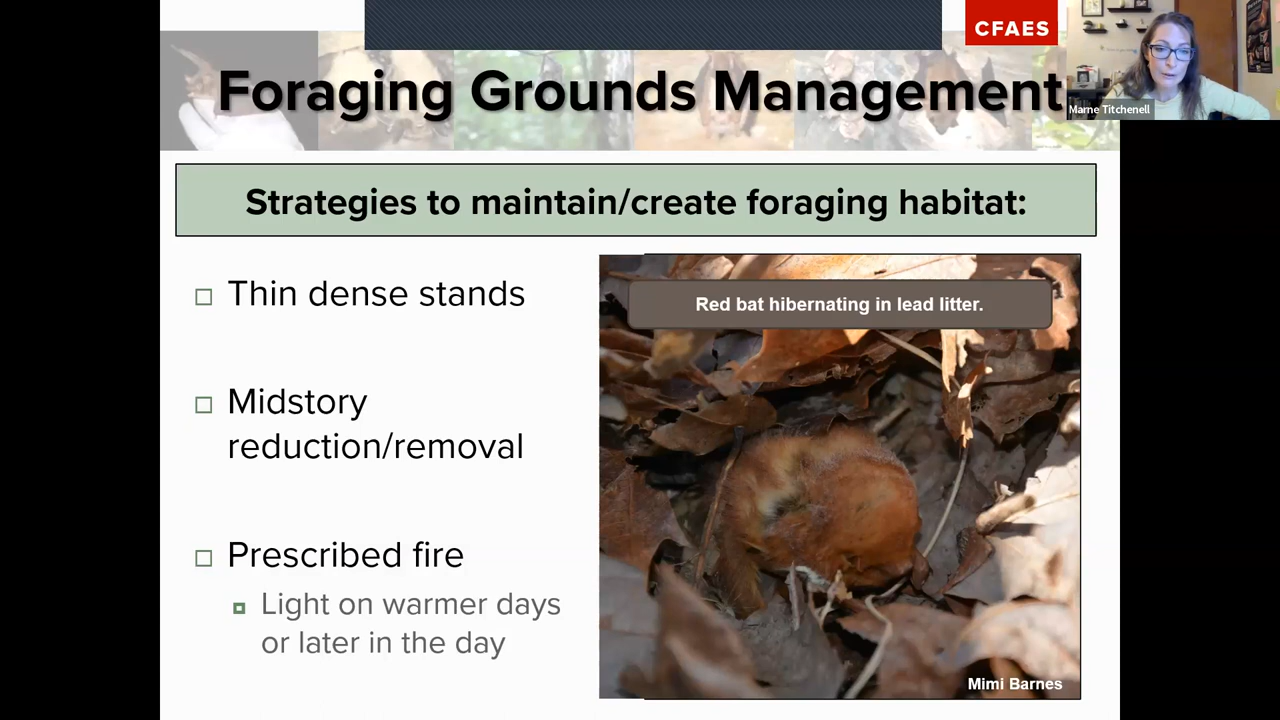 CFAES
Foraging Grounds Management
Marne Titchenell
Strategies to maintain/create foraging habitat:
Thin dense stands
Midstory
reduction/removal
Prescribed fire
Light on warmer days
or later in the day
Red bat hibernating in lead litter.
Mimi Barnes